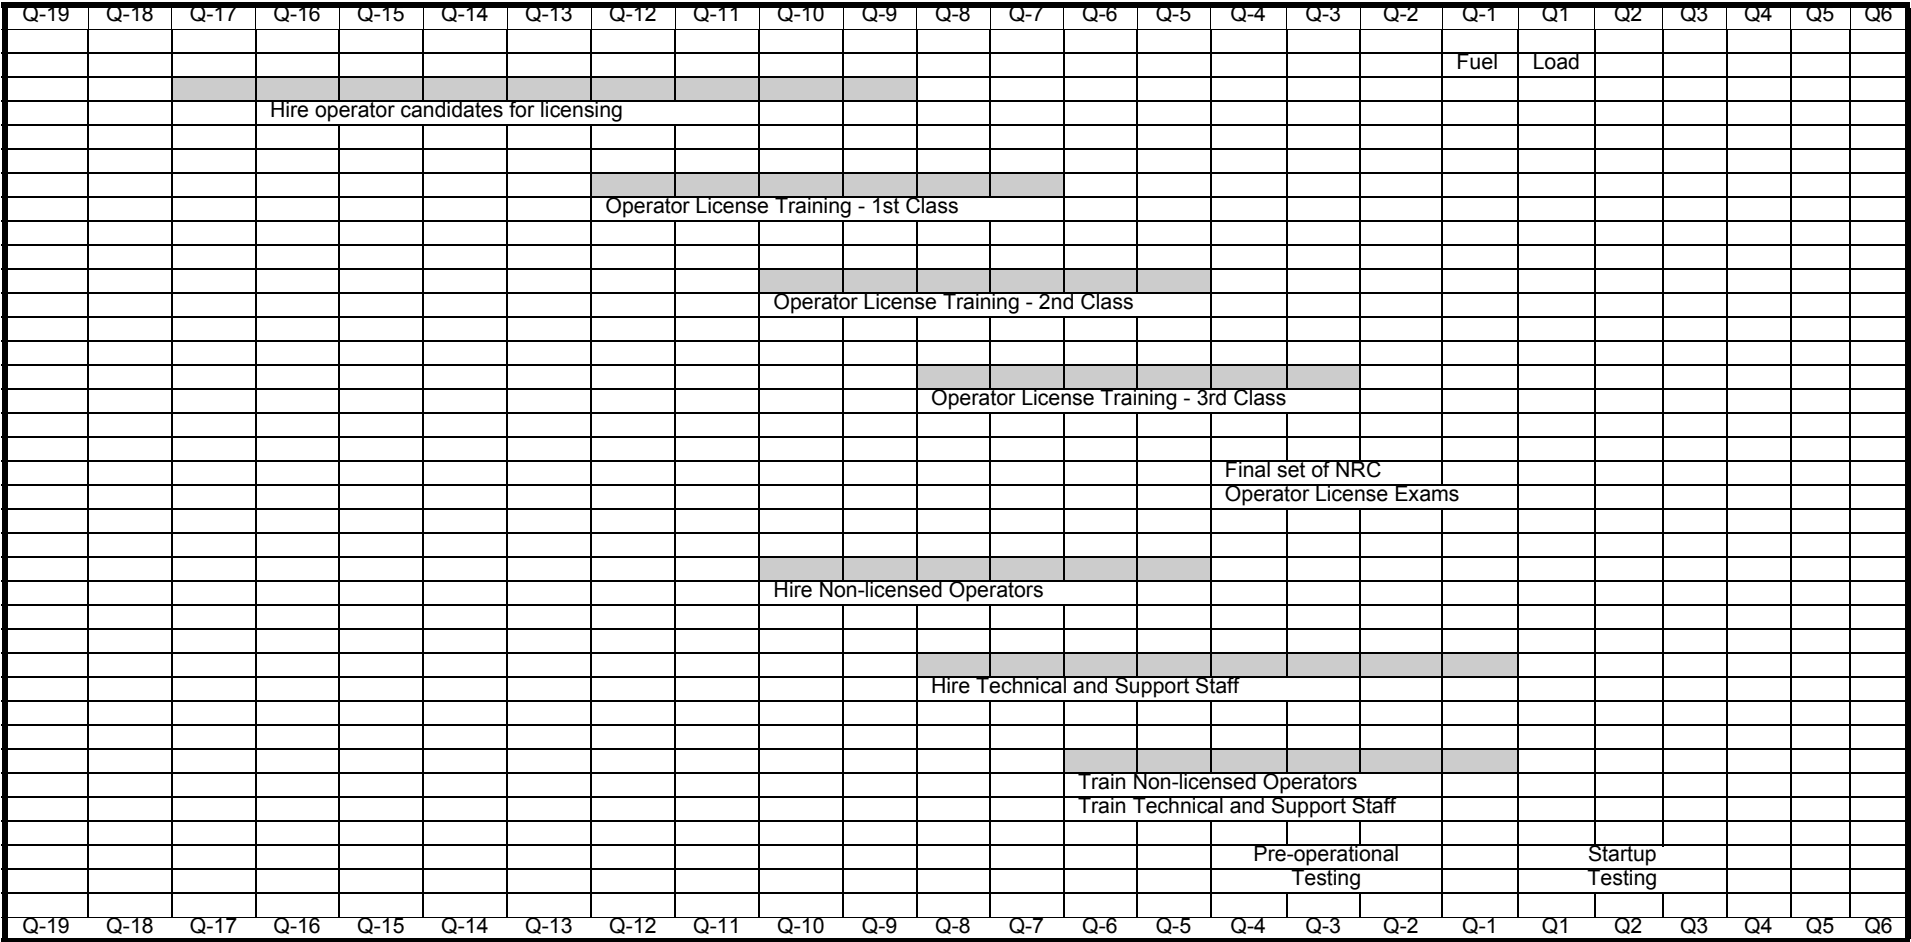 Q-19 Q-18 Q-17 Q-16 Q-15 Q-14 Q-13 Q-12 Q-11 Q-10 Q-9 Q-8 Q-7 Q-6 Q-5 Q-4 Q-3 Q-2 Q-1 Q1 Q2 Q3 Q4 Q5 Q6
Fuel Load
Hire operator candidates for licensing
Operator License Training - 1st Class
Operator License Training - 2nd Class
Operator License Training - 3rd Class
Final set of NRC
Operator License Exams
Hire Non-licensed Operators
Hire Technical and Support Staff
Train Non-licensed Operators
Train Technical and Support Staff
Pre-operational Startup
Testing Testing
Q-19 Q-18 Q-17 Q-16 Q-15 Q-14 Q-13 Q-12 Q-11 Q-10 Q-9 Q-8 Q-7 Q-6 Q-5 Q-4 Q-3 Q-2 Q-1 Q1 Q2 Q3 Q4 Q5 Q6